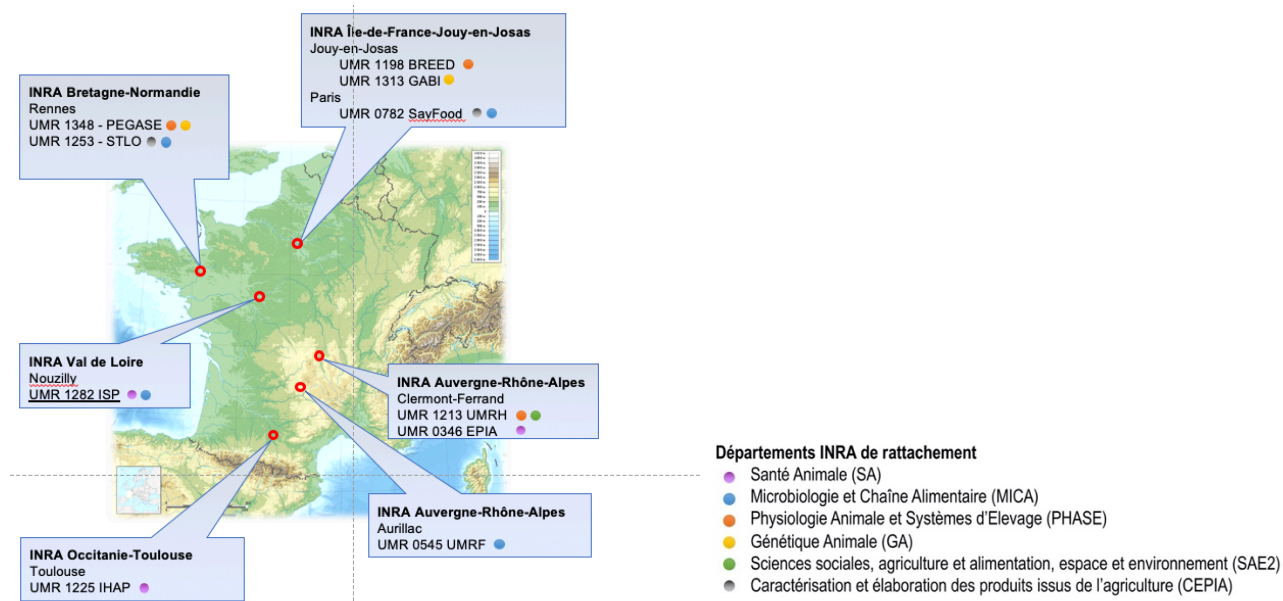 INRA Île-de-France-Jouy-en-Josas
Jouy-en-Josas
UMR 1198 BREED
UMR 1313 GABI
Paris
UMR 0782 SayFood
INRA Bretagne-Normandie
Rennes
UMR 1348 - PEGASE
UMR 1253 - STLO
INRA Val de Loire
Nouzilly
UMR 1282 ISP
INRA Auvergne-Rhône-Alpes
Clermont-Ferrand
UMR 1213 UMRH
UMR 0346 EPIA
INRA Auvergne-Rhône-Alpes
Aurillac
UMR 0545 UMRF
INRA Occitanie-Toulouse
Toulouse
UMR 1225 IHAP
Départements INRA de rattachement
Santé Animale (SA)
Microbiologie et Chaîne Alimentaire (MICA)
Physiologie Animale et Systèmes d'Elevage (PHASE)
Génétique Animale (GA)
Sciences sociales, agriculture et alimentation, espace et environnement (SAE2)
Caractérisation et élaboration des produits issus de l'agriculture (CEPIA)